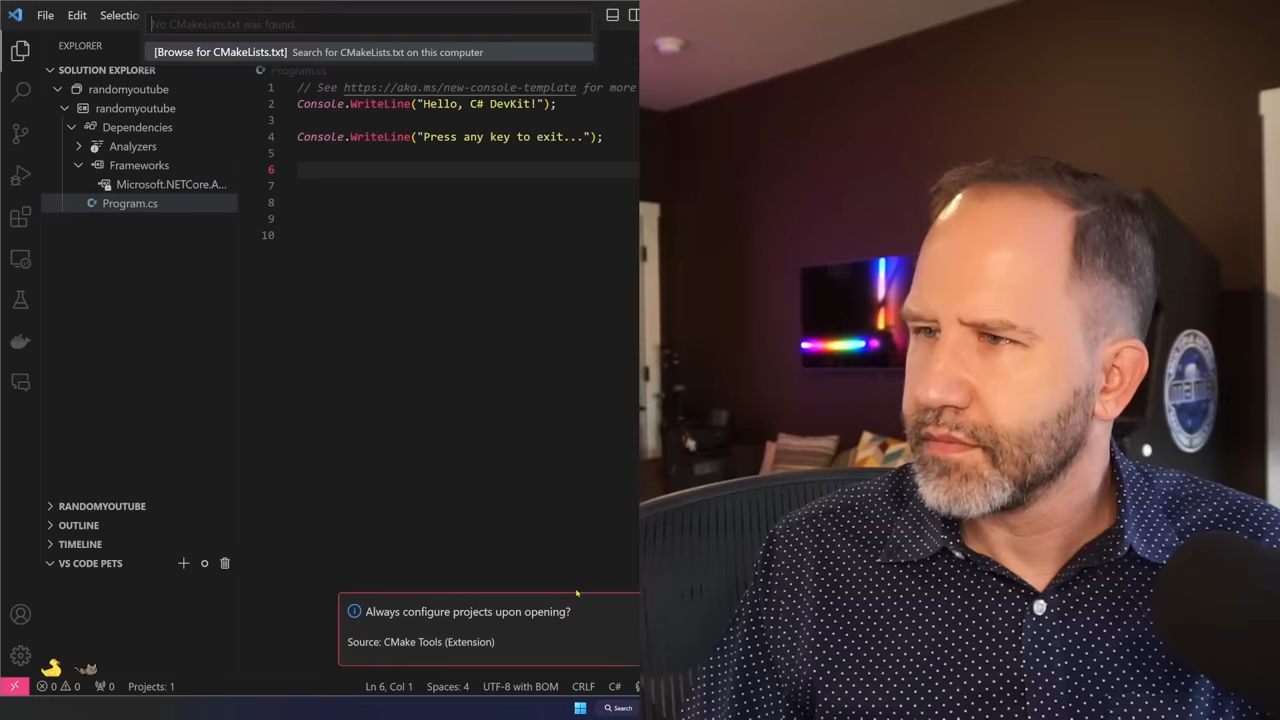 File Edit Selectio
No CMakeLists.txt was found.
[Browse for CMakeLists.txt] Search for CMakeLists.txt on this computer
EXPLORER
SOLUTION EXPLORER
randomyoutube
randomyoutube
Dependencies
Analyzers
Frameworks
Microsoft.NETCore.A...
Program.cs
RANDOMYOUTUBE
OUTLINE
TIMELINE
VS CODE PETS
Program.cs
1 // See https://aka.ms/new-console-template for more
2 Console.WriteLine("Hello, C# DevKit!");
3
4 Console.WriteLine("Press any key to exit...");
5
6
7
8
9
10
Always configure projects upon opening?
Source: CMake Tools (Extension)
0 0 0 Projects: 1 Ln 6, Col 1 Spaces: 4 UTF-8 with BOM CRLF C#
Search